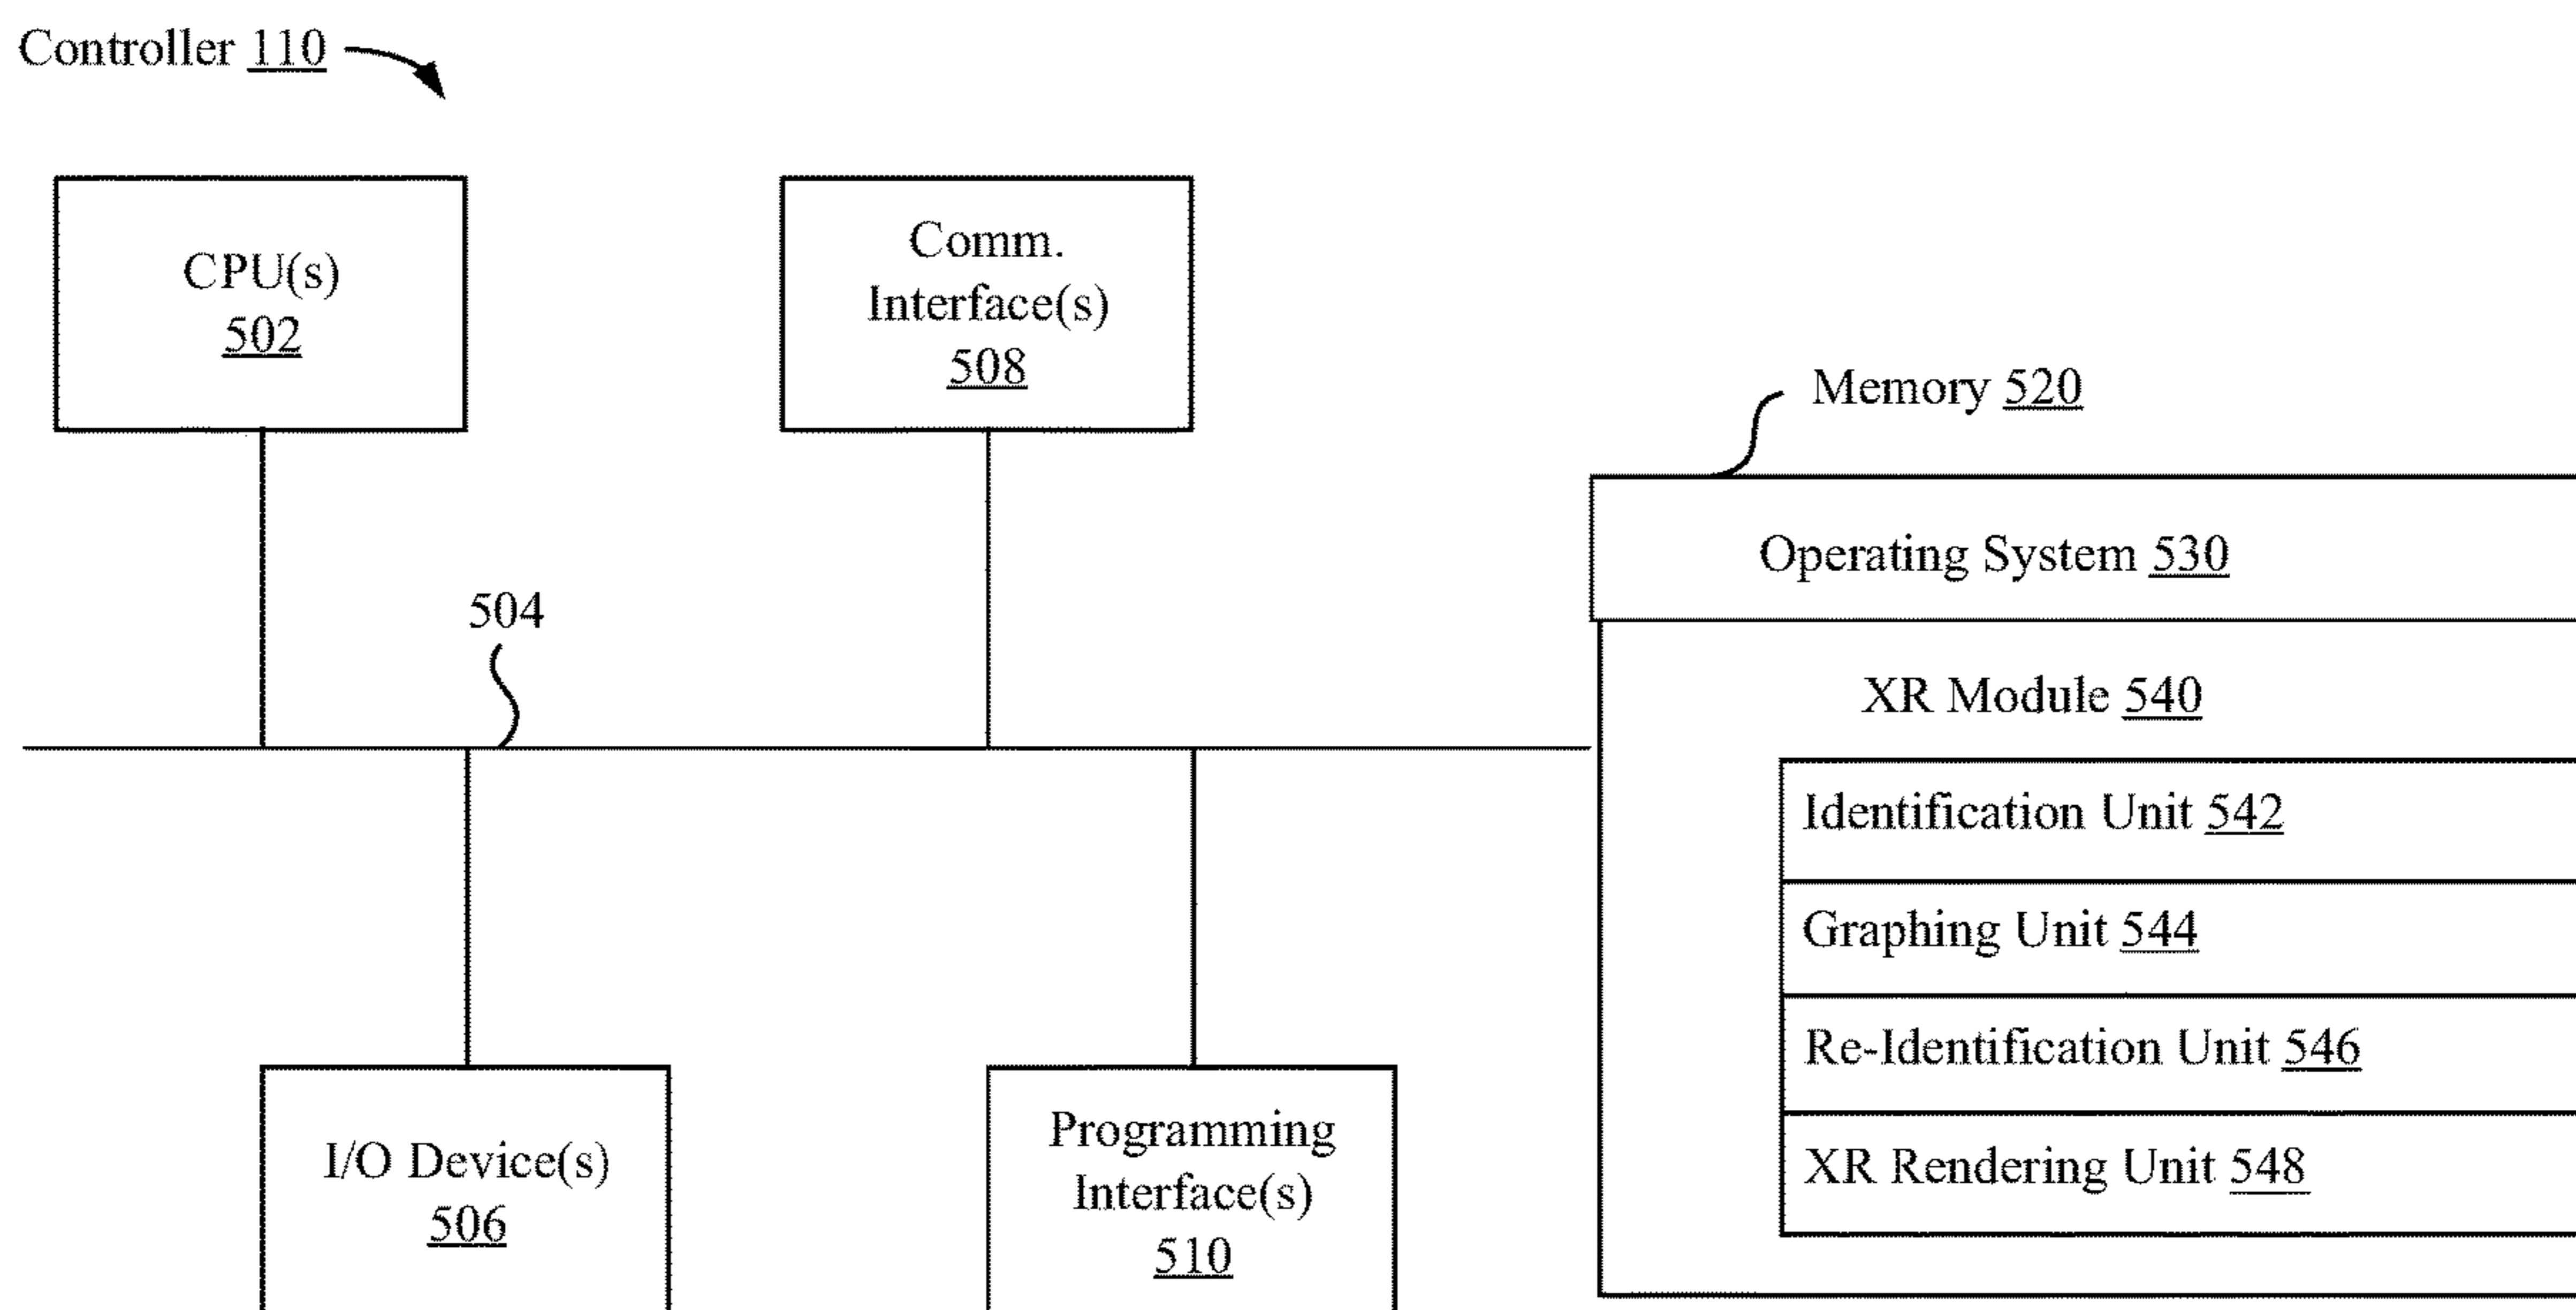 Controller 110
CPU(s)
502
Comm.
Interface(s)
508
Memory 520
Operating System 530
504
XR Module 540
Identification Unit 542
Graphing Unit 544
Re-Identification Unit 546
XR Rendering Unit 548
I/O Device(s)
506
Programming
Interface(s)
510